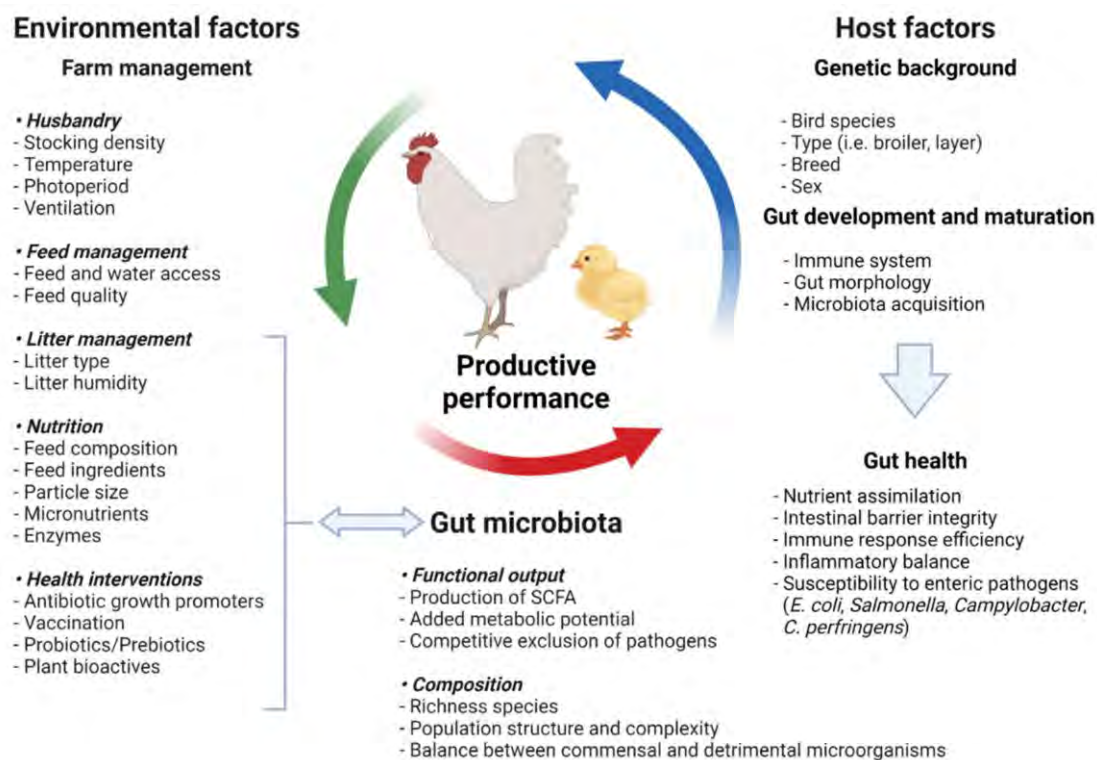 Environmental factors
Farm management
• Husbandry
- Stocking density
- Temperature
- Photoperiod
- Ventilation
• Feed management
- Feed and water access
- Feed quality
• Litter management
- Litter type
- Litter humidity
• Nutrition
- Feed composition
- Feed ingredients
- Particle size
- Micronutrients
- Enzymes
• Health interventions
- Antibiotic growth promoters
- Vaccination
- Probiotics/Prebiotics
- Plant bioactives
Productive
performance
Gut microbiota
• Functional output
- Production of SCFA
- Added metabolic potential
- Competitive exclusion of pathogens
• Composition
- Richness species
- Population structure and complexity
- Balance between commensal and detrimental microorganisms
Host factors
Genetic background
- Bird species
- Type (i.e. broiler, layer)
- Breed
- Sex
Gut development and maturation
- Immune system
- Gut morphology
- Microbiota acquisition
Gut health
- Nutrient assimilation
- Intestinal barrier integrity
- Immune response efficiency
- Inflammatory balance
- Susceptibility to enteric pathogens
(E. coli, Salmonella, Campylobacter,
C. perfringens)